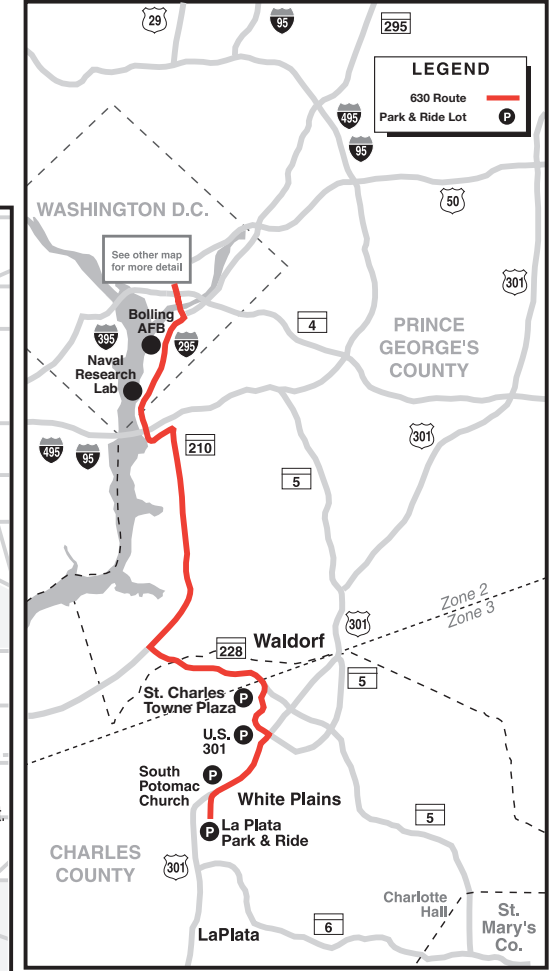 29
95
295
LEGEND
630 Route
Park & Ride Lot
P
495
95
50
WASHINGTON D.C.
See other map
for more detail
301
Bolling
AFB
4
PRINCE
GEORGE'S
COUNTY
395
295
Naval
Research
Lab
301
495
95
210
5
Zone 2
Zone 3
301
228
Waldorf
5
St. Charles
Towne Plaza
P
U.S.
301
P
South
Potomac
Church
P
White Plains
5
P
La Plata
Park & Ride
CHARLES
COUNTY
301
Charlotte
Hall
St.
Mary's
Co.
6
LaPlata